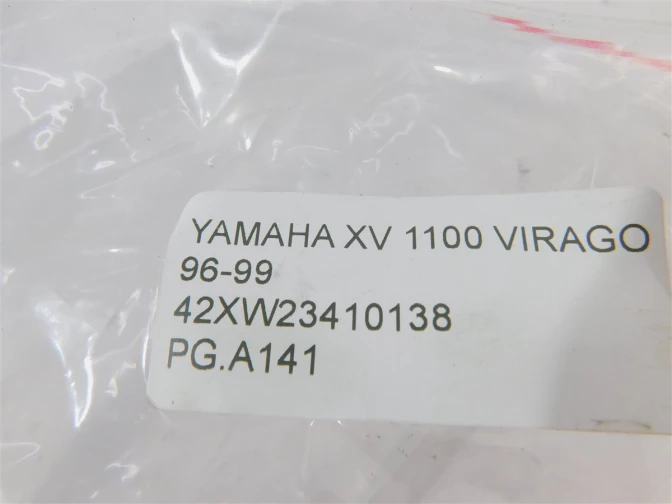 YAMAHA XV 1100 VIRAGO
96-99
42XW23410138
PG.A141